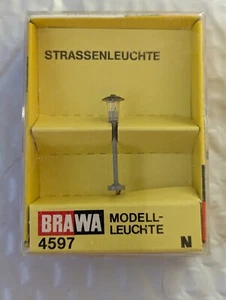 STRASSENLEUCHTE
BRAWA MODELL-
4597 LEUCHTE N